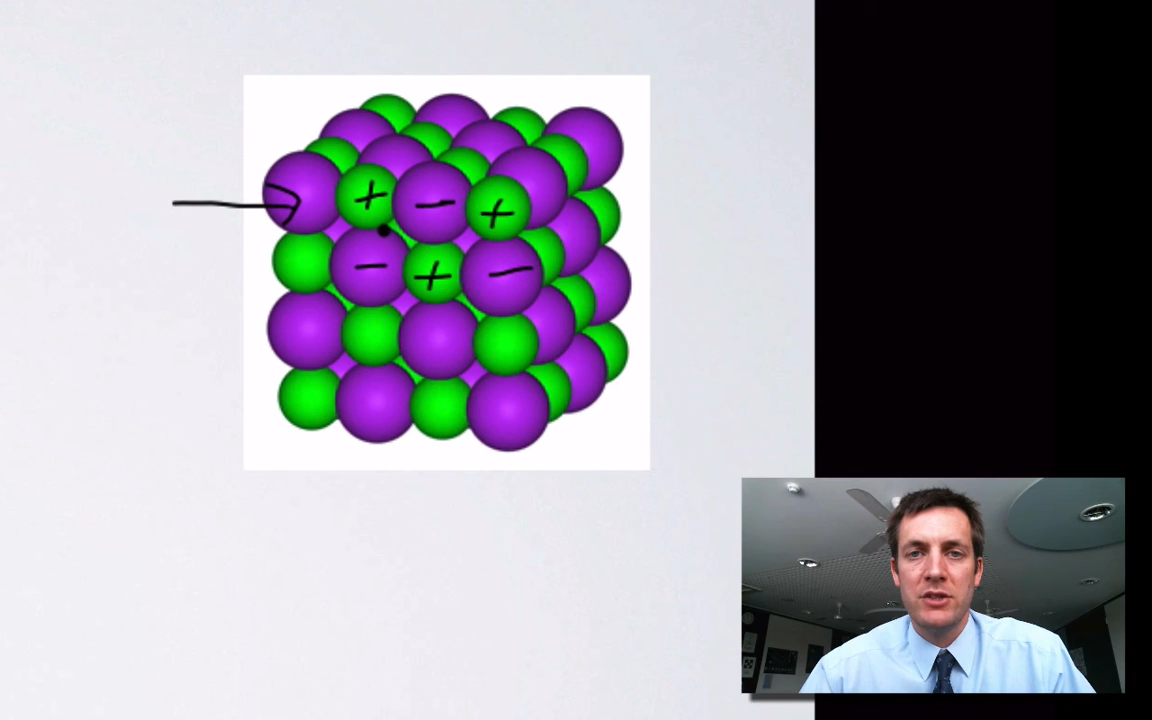 + − +
− + −